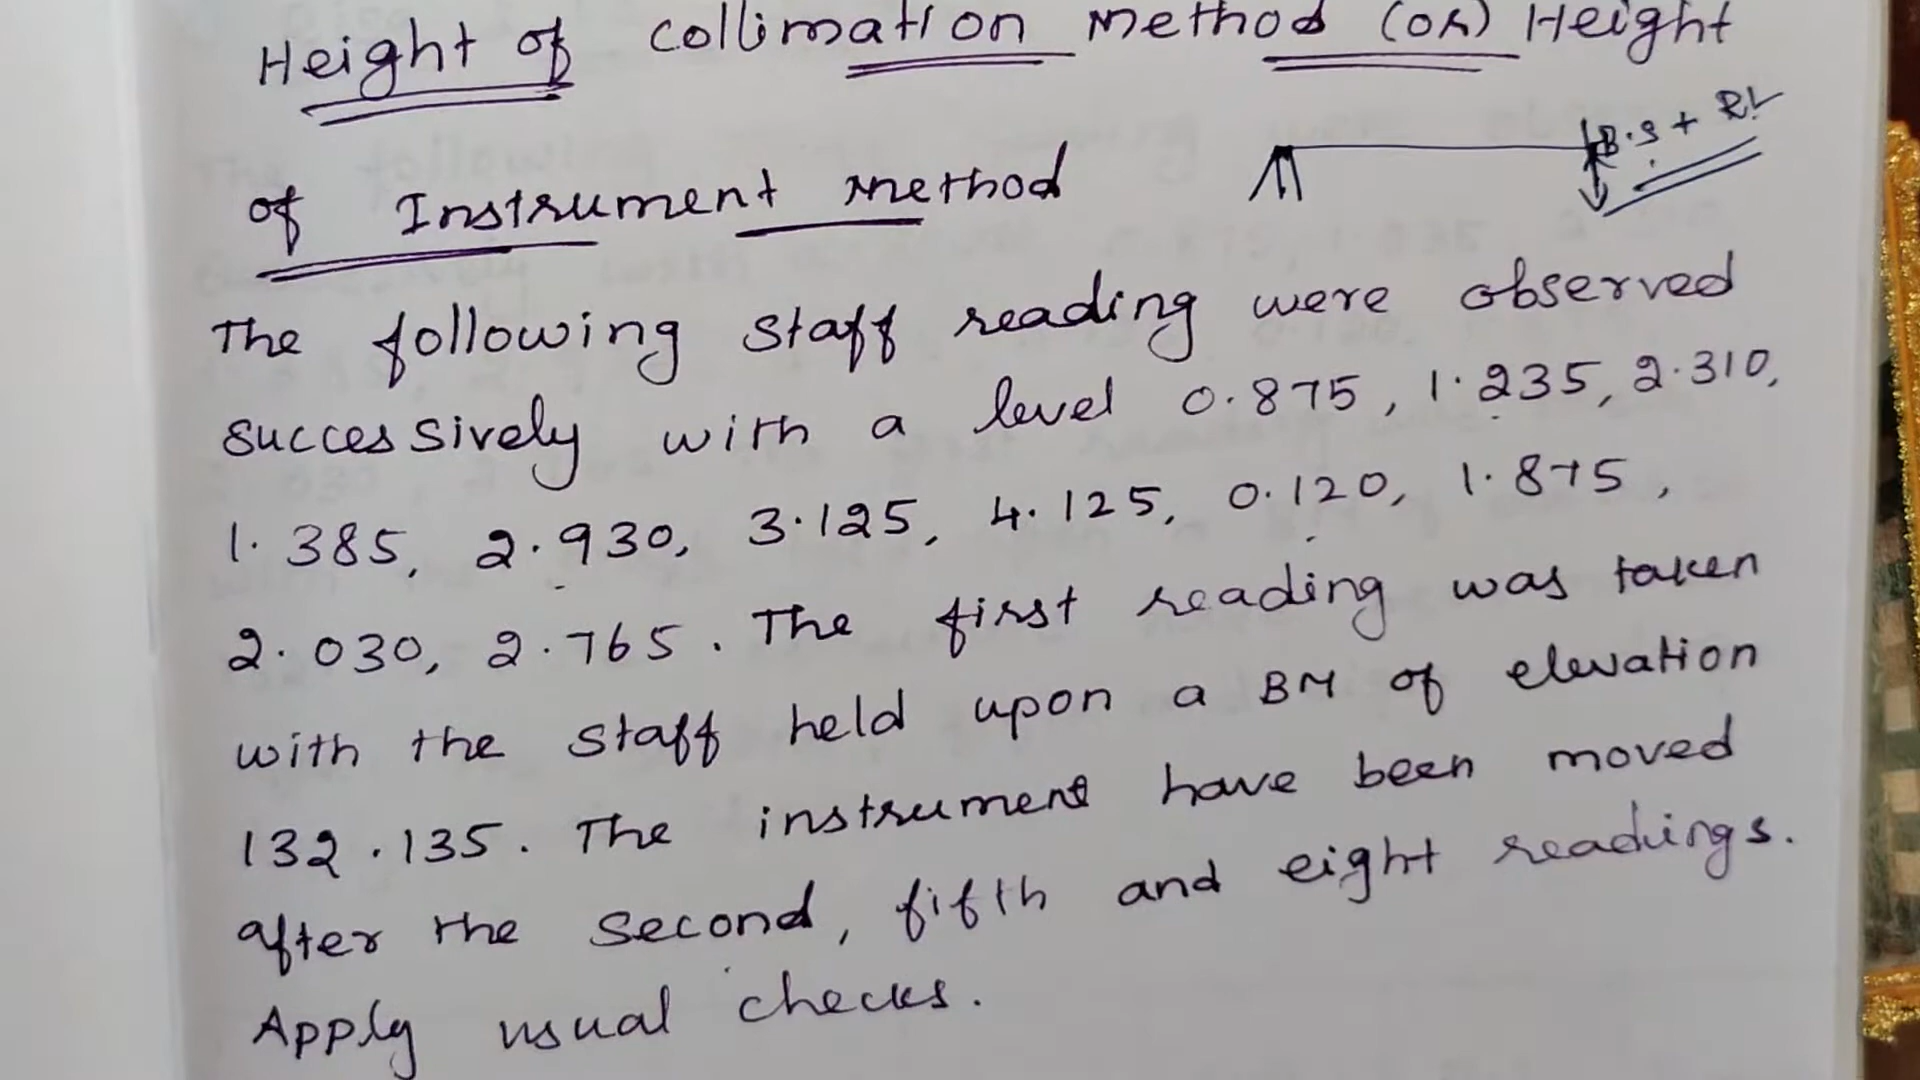 Height of collimation Method (or) Height
B.S + RL
of Instrument Method
The following staff reading were observed
successively with a level 0.875, 1.235, 2.310,
1.385, 2.930, 3.125, 4.125, 0.120, 1.875,
2.030, 2.765. The first reading was taken
with the staff held upon a BM of elevation
132.135. The instrument have been moved
after the second, fifth and eight readings.
Apply usual checks.